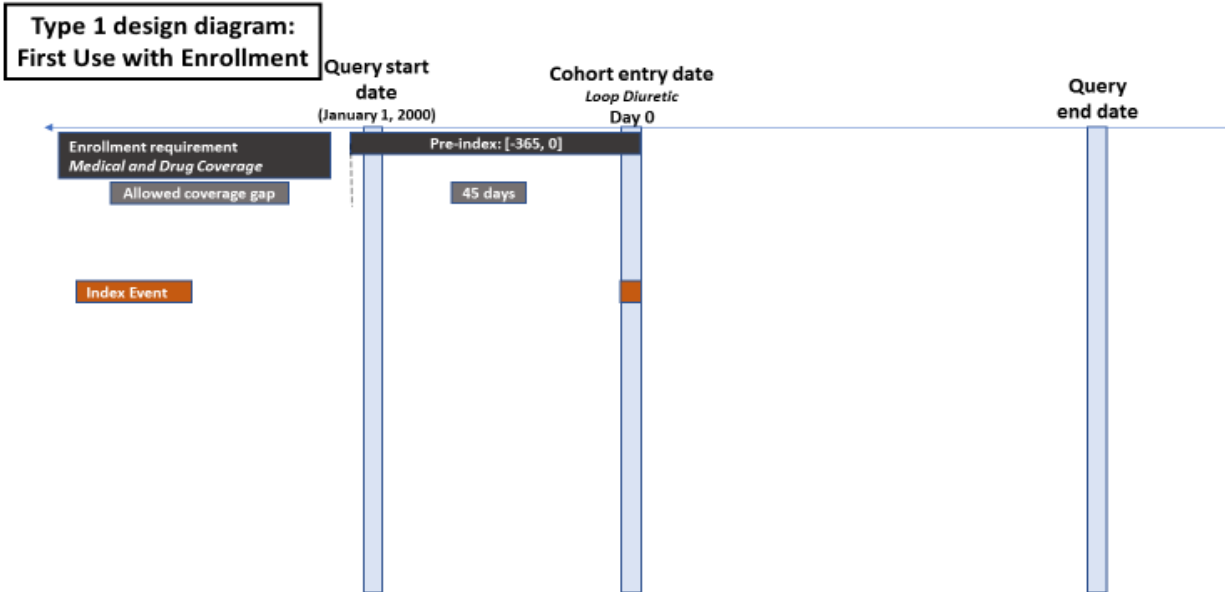 Type 1 design diagram:
First Use with Enrollment
Query start
date
(January 1, 2000)
Cohort entry date
Loop Diuretic
Day 0
Query
end date
Enrollment requirement
Medical and Drug Coverage
Pre-index: [-365, 0]
Allowed coverage gap
45 days
Index Event